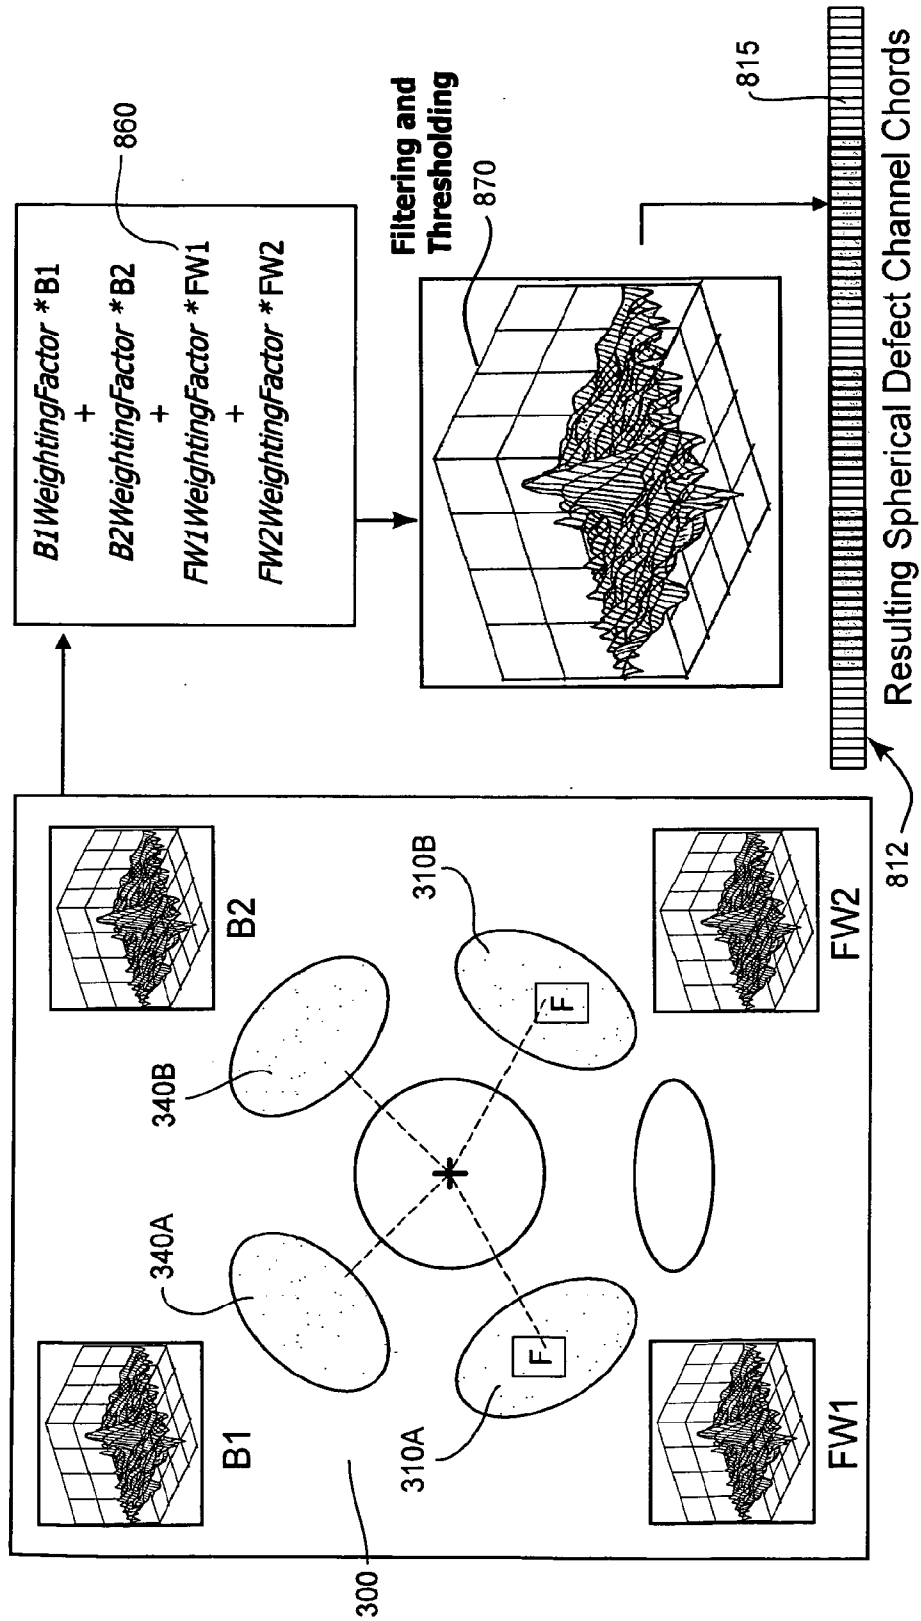 B1
B2
340A
340B
310A
310B
F
F
FW1
FW2
300
B1WeightingFactor *B1
+
B2WeightingFactor *B2
+
FW1WeightingFactor *FW1
+
FW2WeightingFactor *FW2
860
Filtering and
Thresholding
870
815
812
Resulting Spherical Defect Channel Chords